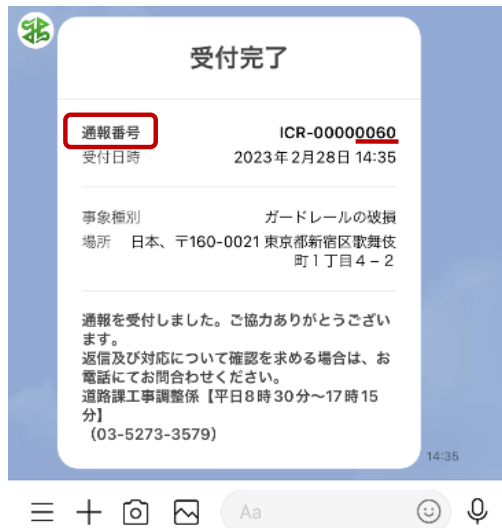 受付完了
通報番号 ICR-00000060
受付日時 2023年2月28日 14:35
事象種別 ガードレールの破損
場所 日本、〒160-0021 東京都新宿区歌舞伎
町1丁目4−2
通報を受付しました。ご協力ありがとうござい
ます。
返信及び対応について確認を求める場合は、お
電話にてお問合わせください。
道路課工事調整係【平日8時30分〜17時15
分】
（03-5273-3579）
14:35
Aa